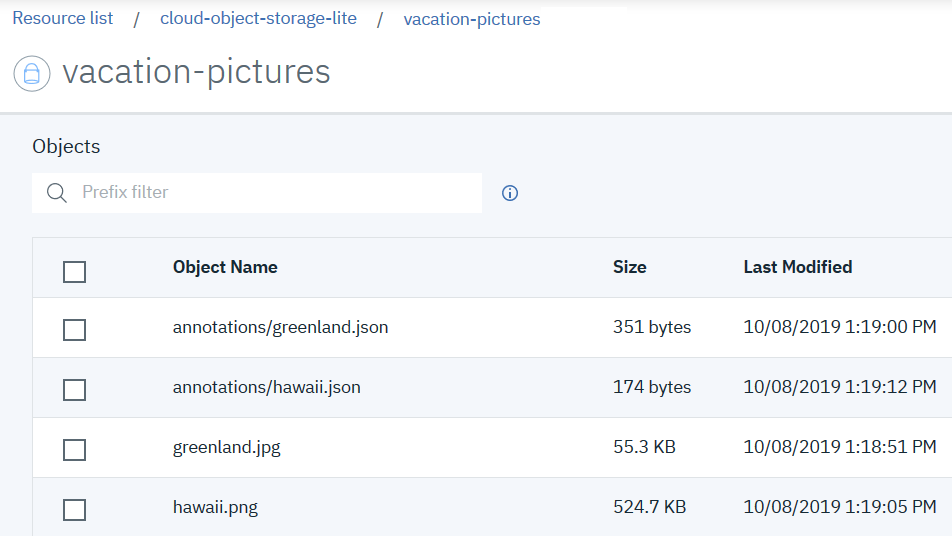 Resource list / cloud-object-storage-lite / vacation-pictures
vacation-pictures
Objects
Prefix filter
Object Name Size Last Modified
annotations/greenland.json 351 bytes 10/08/2019 1:19:00 PM
annotations/hawaii.json 174 bytes 10/08/2019 1:19:12 PM
greenland.jpg 55.3 KB 10/08/2019 1:18:51 PM
hawaii.png 524.7 KB 10/08/2019 1:19:05 PM